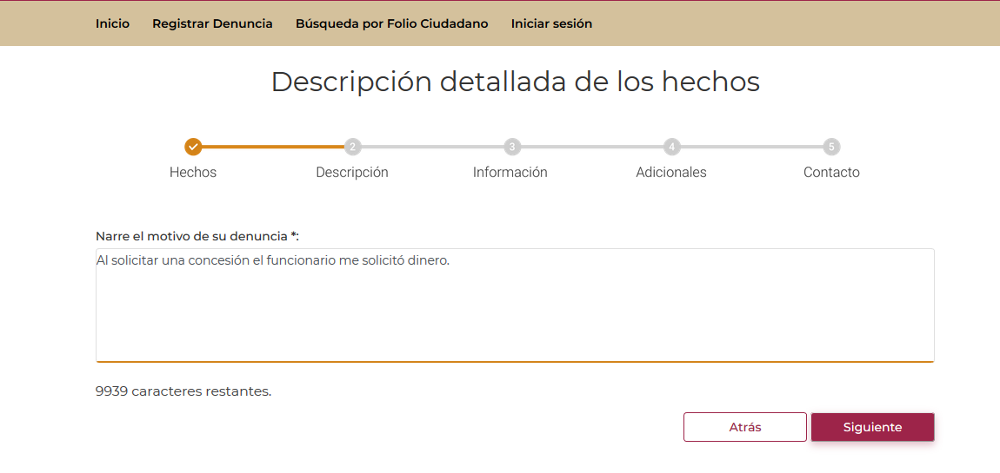 Inicio Registrar Denuncia Búsqueda por Folio Ciudadano Iniciar sesión
Descripción detallada de los hechos
2 3 4 5
Hechos Descripción Información Adicionales Contacto
Narre el motivo de su denuncia *:
Al solicitar una concesión el funcionario me solicitó dinero.
9939 caracteres restantes.
Atrás Siguiente